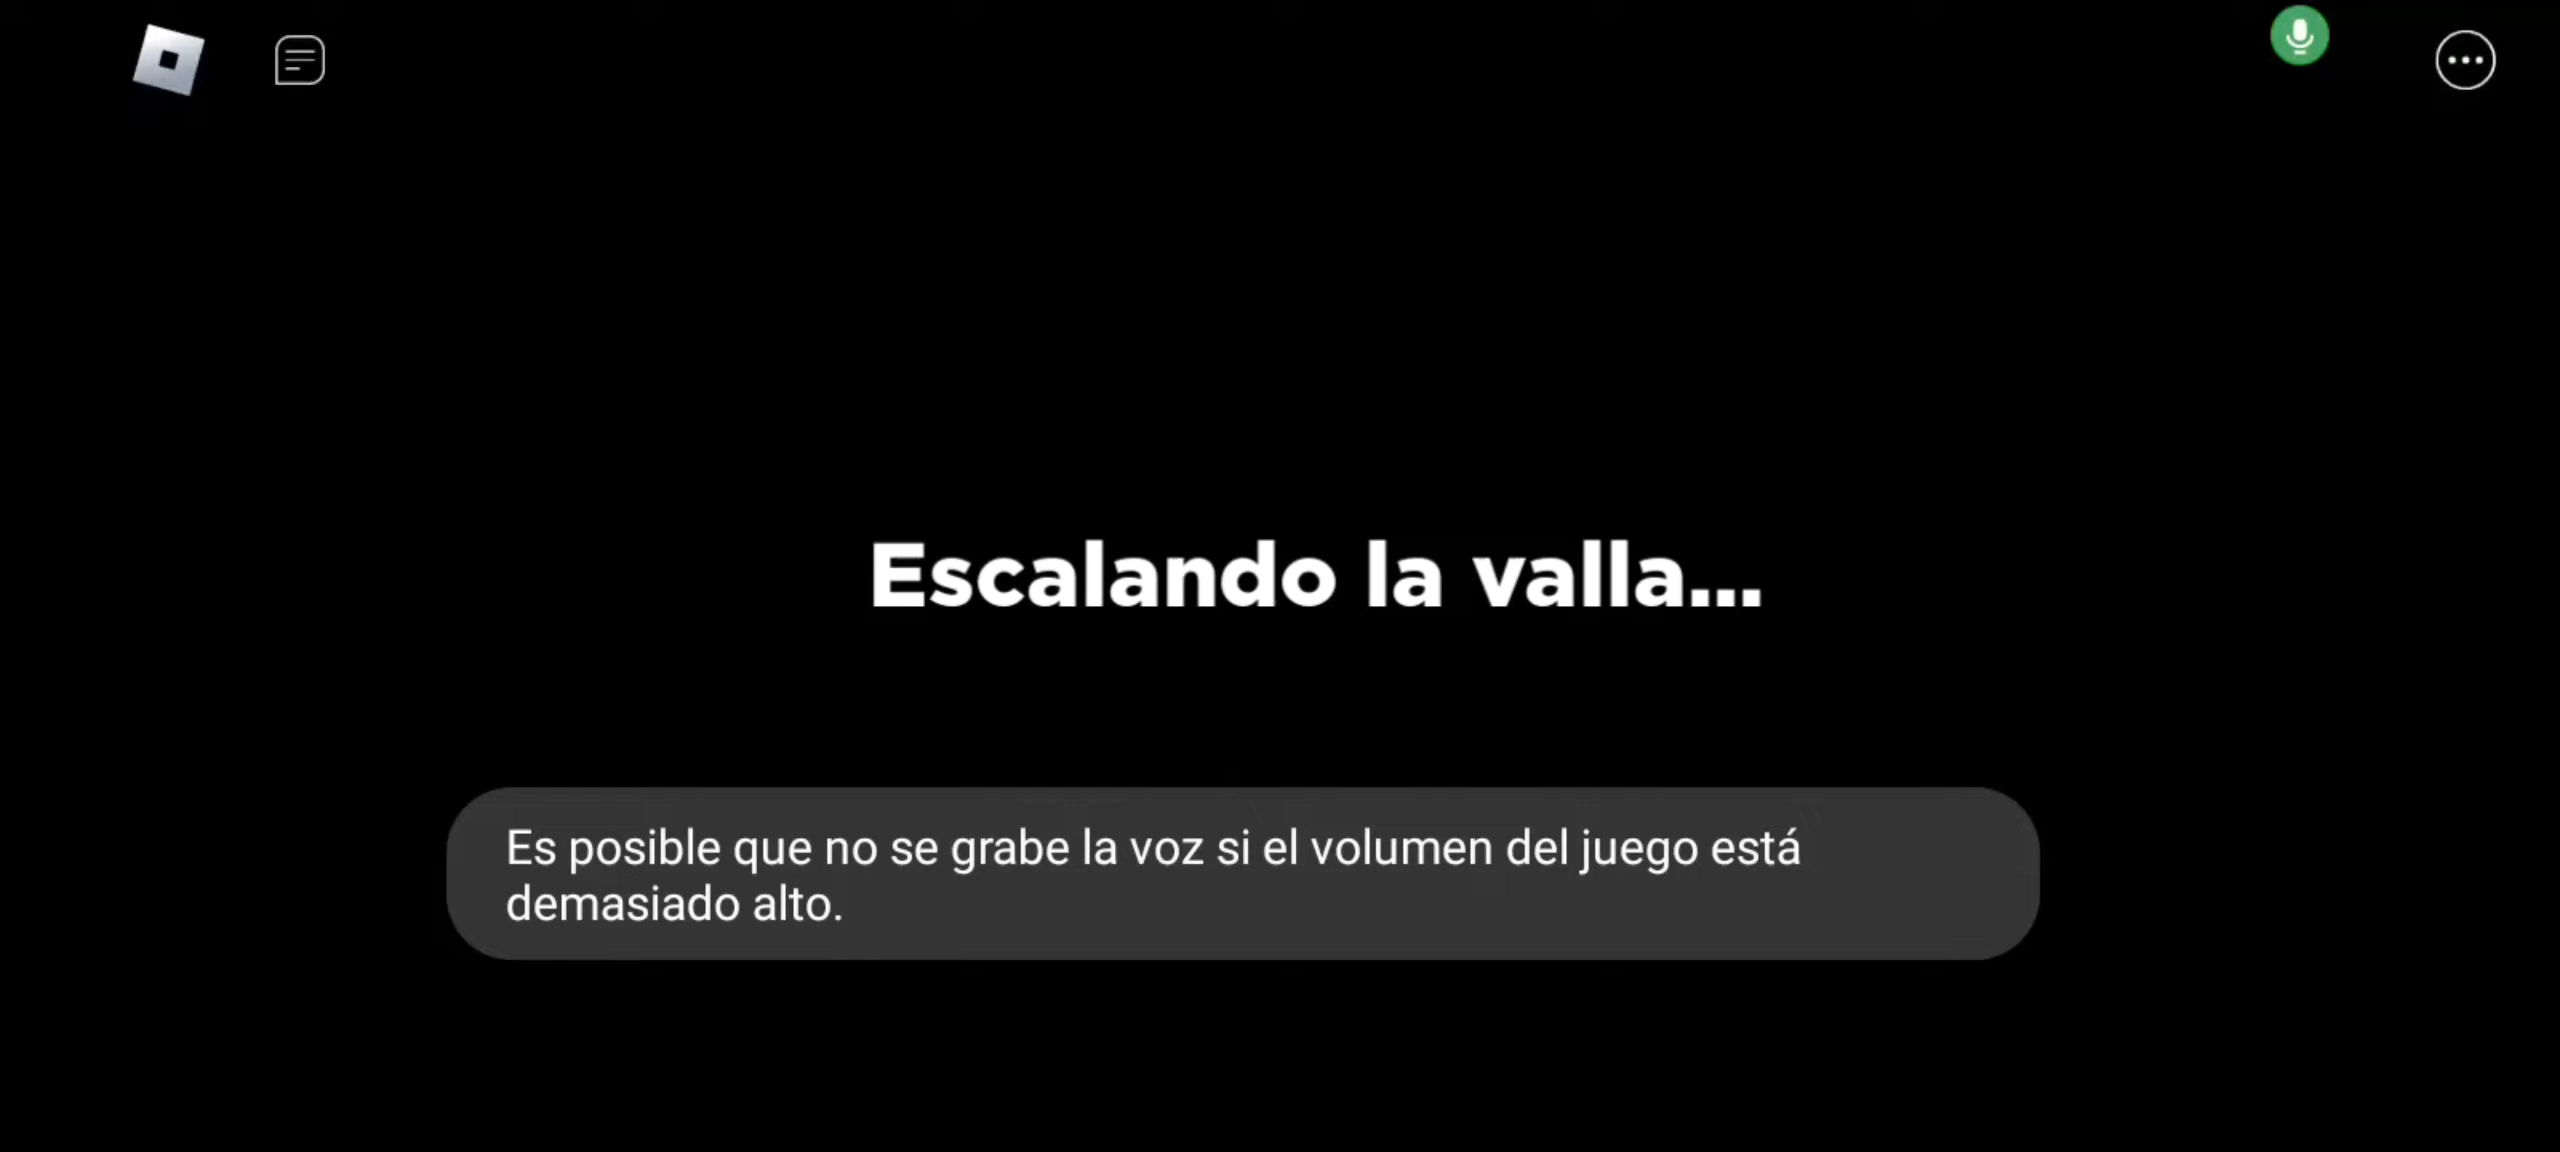 Escalando la valla...
Es posible que no se grabe la voz si el volumen del juego está
demasiado alto.